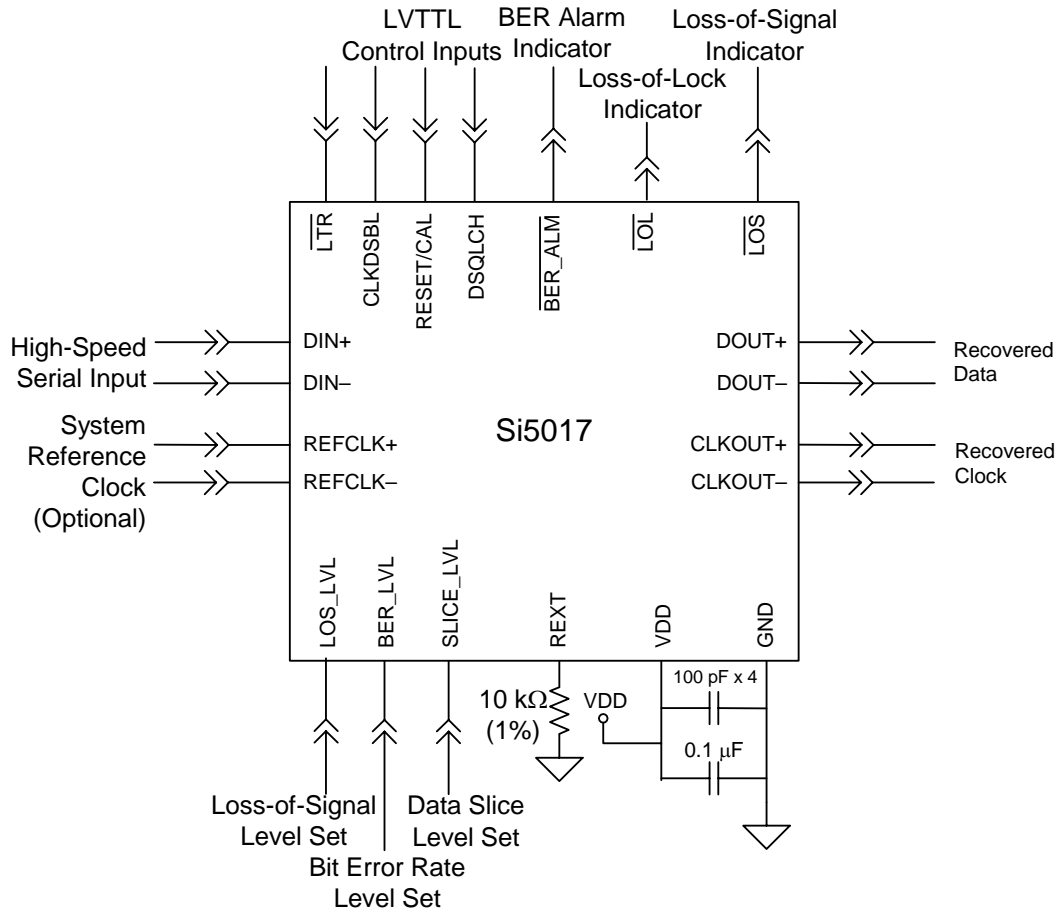 LVTTL
Control Inputs
BER Alarm
Indicator
Loss-of-Lock
Indicator
Loss-of-Signal
Indicator
LTR
CLKDSBL
RESET/CAL
DSQLCH
BER_ALM
LOL
LOS
High-Speed
Serial Input
DIN+
DIN–
System
Reference
Clock
(Optional)
REFCLK+
REFCLK–
Si5017
DOUT+
DOUT–
Recovered
Data
CLKOUT+
CLKOUT–
Recovered
Clock
LOS_LVL
BER_LVL
SLICE_LVL
REXT
VDD
GND
10 kΩ
(1%)
VDD
100 pF x 4
0.1 μF
Loss-of-Signal
Level Set
Data Slice
Level Set
Bit Error Rate
Level Set